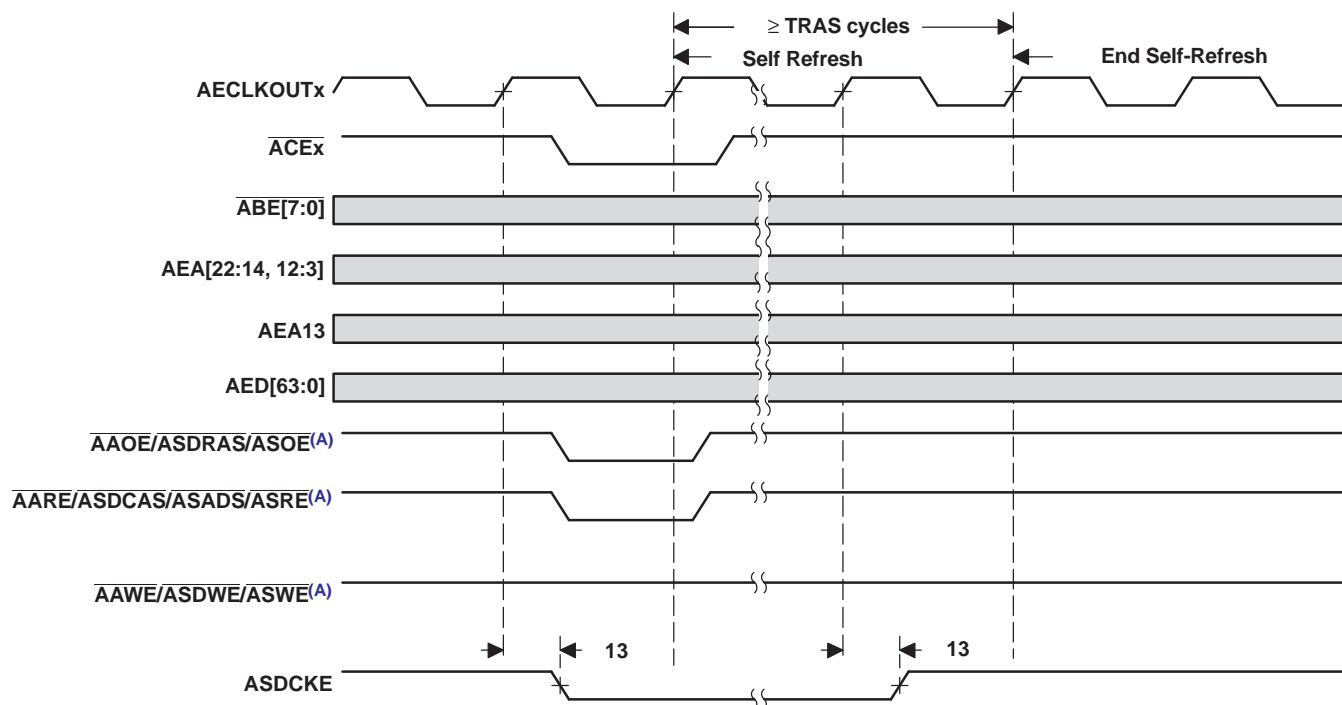 ≥ TRAS cycles
Self Refresh
End Self-Refresh
AECLKOUTx
ACEx
ABE[7:0]
AEA[22:14, 12:3]
AEA13
AED[63:0]
AAOE/ASDRAS/ASOE(A)
AARE/ASDCAS/ASADS/ASRE(A)
AAWE/ASDWE/ASWE(A)
13
13
ASDCKE